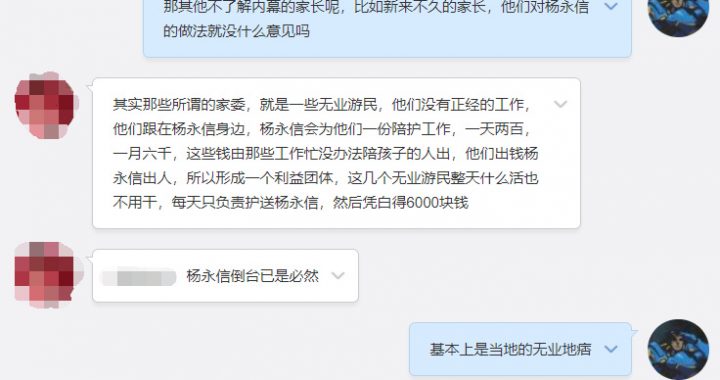 那其他不了解内幕的家长呢，比如新来不久的家长，他们对杨永信
的做法就没什么意见吗
其实那些所谓的家委，就是一些无业游民，他们没有正经的工作，
他们跟在杨永信身边，杨永信会为他们一份陪护工作，一天两百，
一月六千，这些钱由那些工作忙没办法陪孩子的人出，他们出钱杨
永信出人，所以形成一个利益团体，这几个无业游民整天什么活也
不用干，每天只负责护送杨永信，然后凭白得6000块钱
杨永信倒台已是必然
基本上是当地的无业地痞